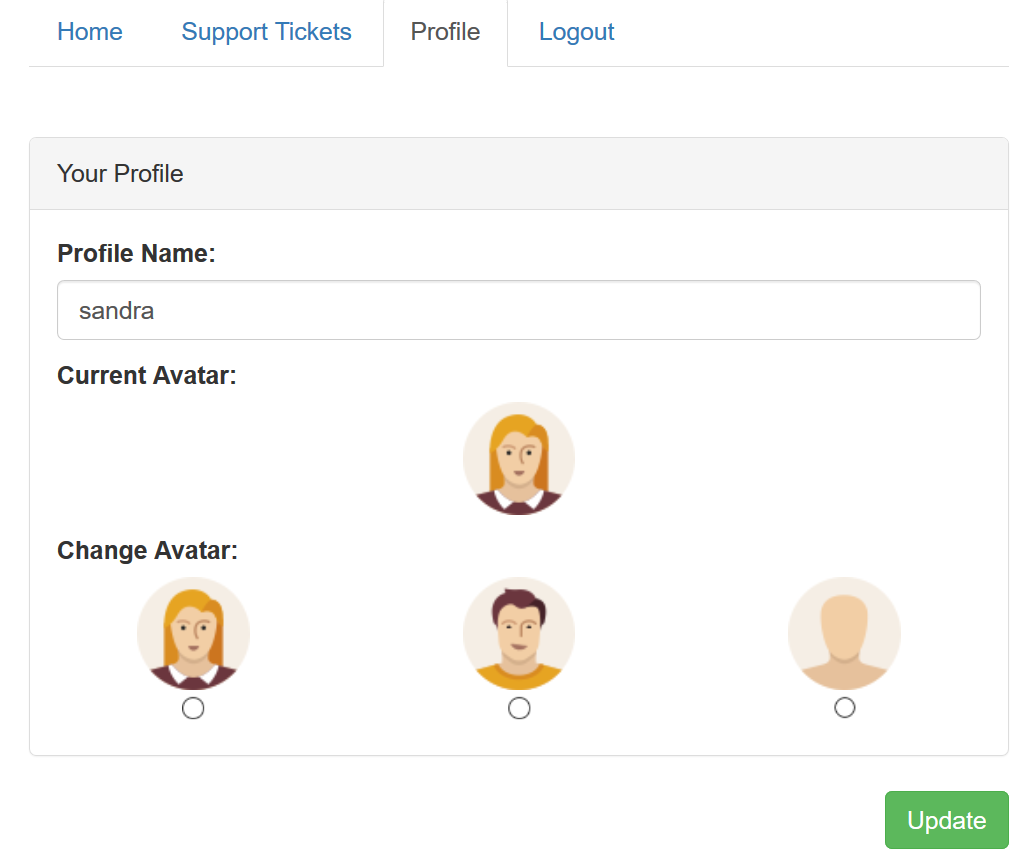 Home Support Tickets Profile Logout
Your Profile
Profile Name:
sandra
Current Avatar:
Change Avatar:
Update